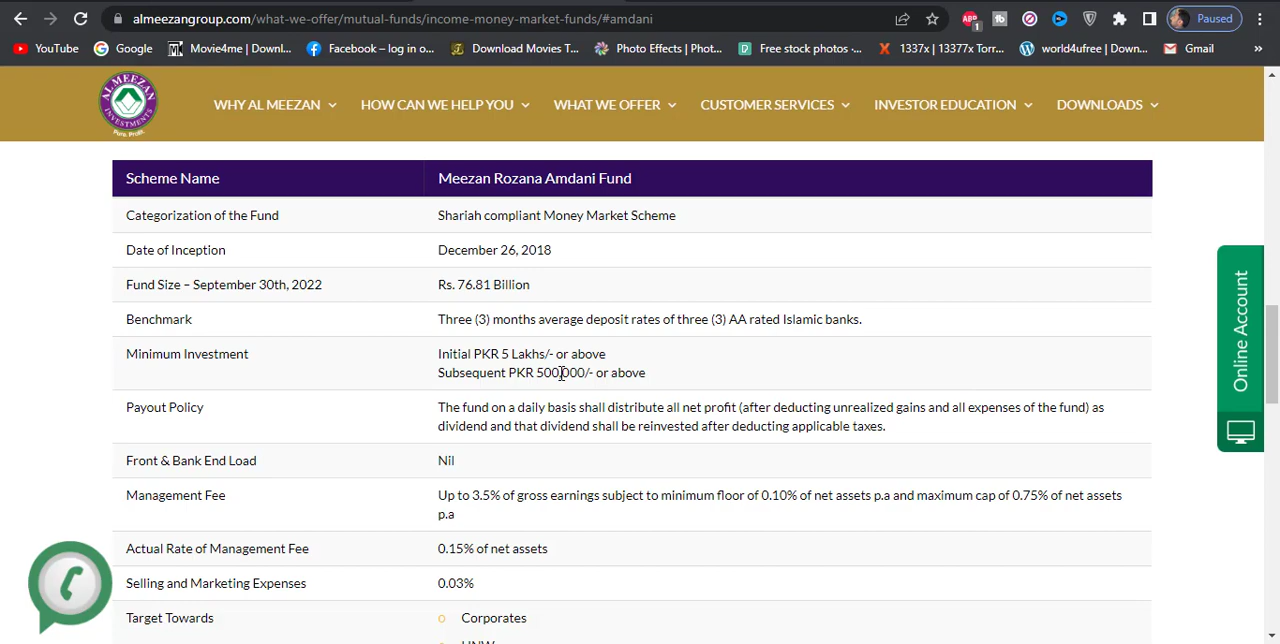 almeezangroup.com/what-we-offer/mutual-funds/income-money-market-funds/#amdani
ABP
1
tb
Paused
YouTube
Google
Movie4me | Downl...
Facebook – log in o...
Download Movies T...
Photo Effects | Phot...
Free stock photos ·...
1337x | 13377x Torr...
world4ufree | Down...
Gmail
»
AL MEEZAN
INVESTMENTS
Pure. Profit.
WHY AL MEEZAN
HOW CAN WE HELP YOU
WHAT WE OFFER
CUSTOMER SERVICES
INVESTOR EDUCATION
DOWNLOADS
Scheme Name
Meezan Rozana Amdani Fund
Categorization of the Fund
Shariah compliant Money Market Scheme
Date of Inception
December 26, 2018
Fund Size – September 30th, 2022
Rs. 76.81 Billion
Benchmark
Three (3) months average deposit rates of three (3) AA rated Islamic banks.
Minimum Investment
Initial PKR 5 Lakhs/- or above
Subsequent PKR 500,000/- or above
Payout Policy
The fund on a daily basis shall distribute all net profit (after deducting unrealized gains and all expenses of the fund) as
dividend and that dividend shall be reinvested after deducting applicable taxes.
Front & Bank End Load
Nil
Management Fee
Up to 3.5% of gross earnings subject to minimum floor of 0.10% of net assets p.a and maximum cap of 0.75% of net assets
p.a
Actual Rate of Management Fee
0.15% of net assets
Selling and Marketing Expenses
0.03%
Target Towards
Corporates
HNW
Online Account